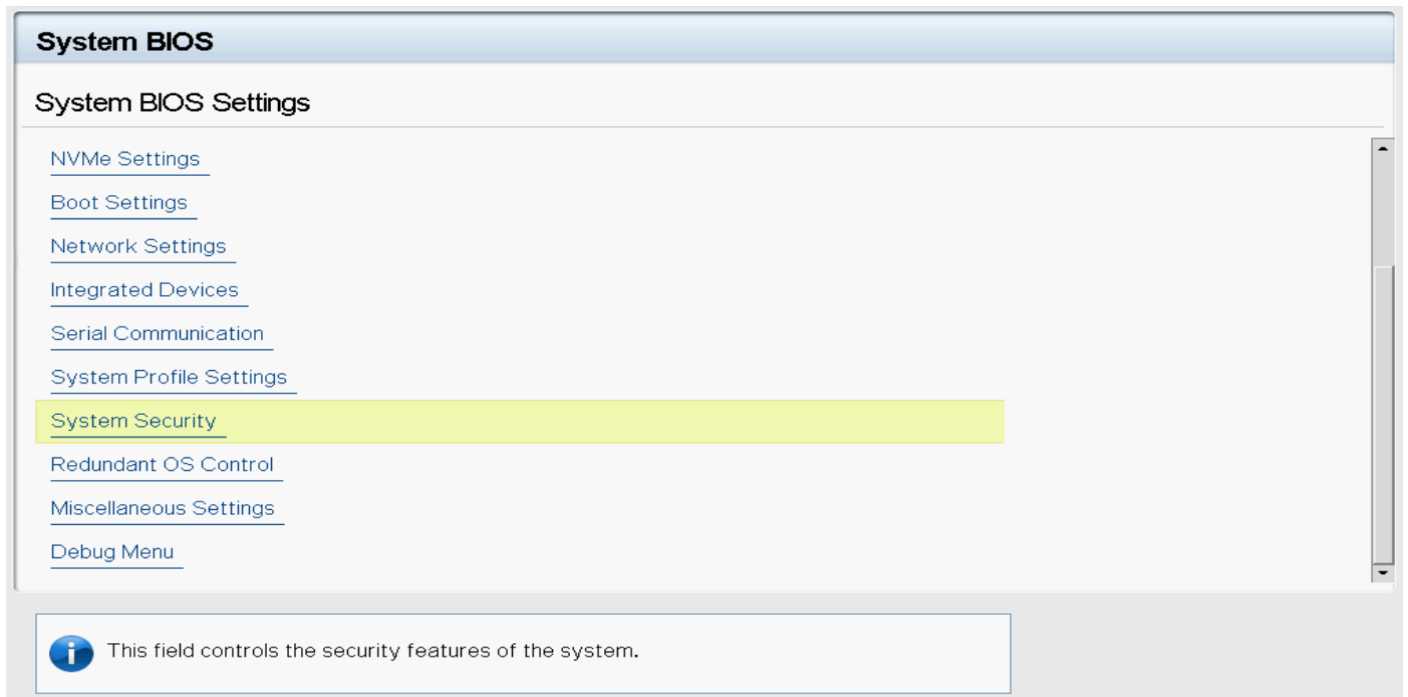 System BIOS
System BIOS Settings
NVMe Settings
Boot Settings
Network Settings
Integrated Devices
Serial Communication
System Profile Settings
System Security
Redundant OS Control
Miscellaneous Settings
Debug Menu
This field controls the security features of the system.